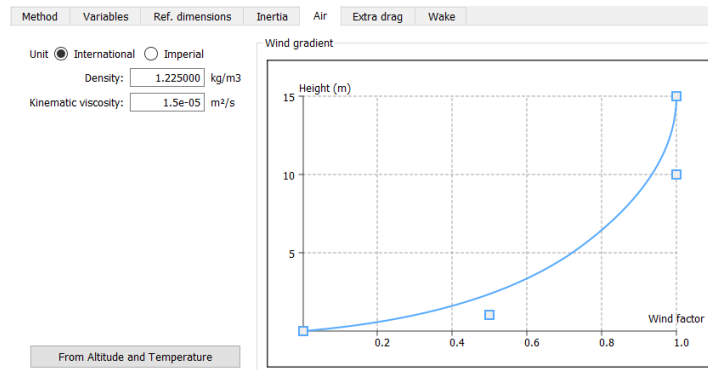 Method Variables Ref. dimensions Inertia Air Extra drag Wake
Unit International Imperial
Density: 1.225000 kg/m3
Kinematic viscosity: 1.5e-05 m²/s
From Altitude and Temperature
Wind gradient
Height (m)
15
10
5
Wind factor
0.2 0.4 0.6 0.8 1.0